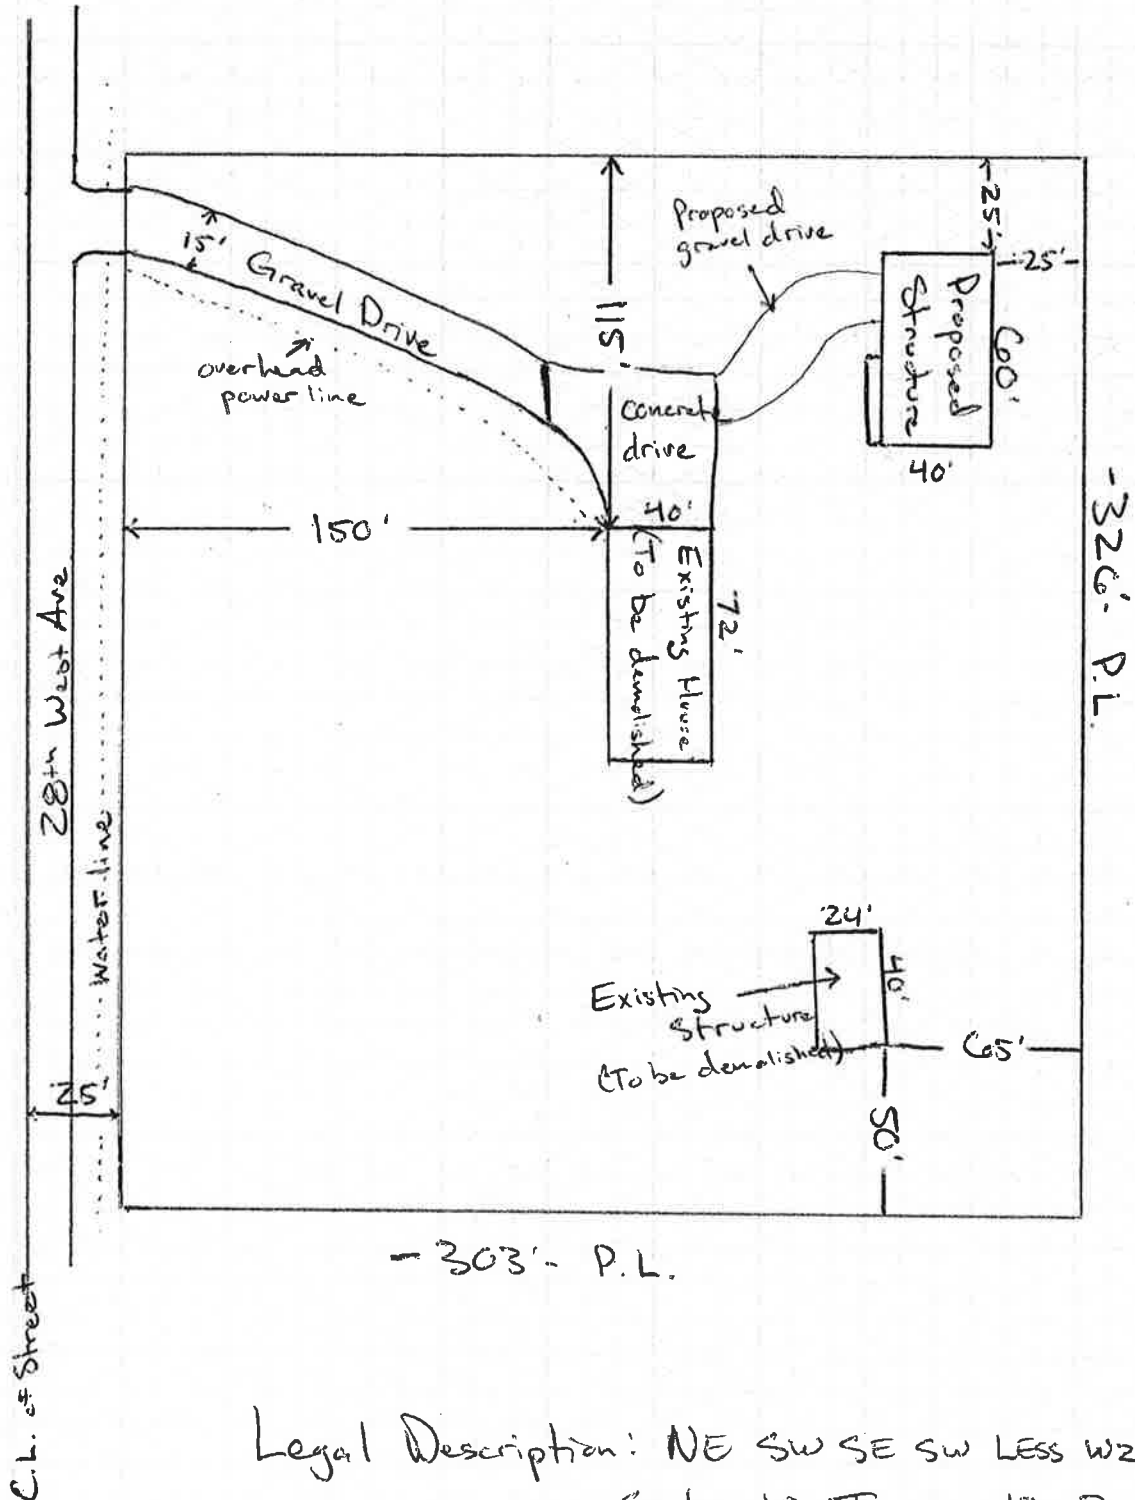 Proposed
gravel drive
-25'-
-25'-
15'
Gravel Drive
115'
Proposed
Structure
60'
overhead
power line
concrete
drive
40'
-326'- P.L.
150'
40'
Existing House
(To be demolished)
72'
28th West Ave
Water line
24'
40'
Existing
Structure
(To be demolished)
65'
25'
50'
-303'- P.L.
C.L. of Street
Legal Description: NE SW SE SW LESS W2